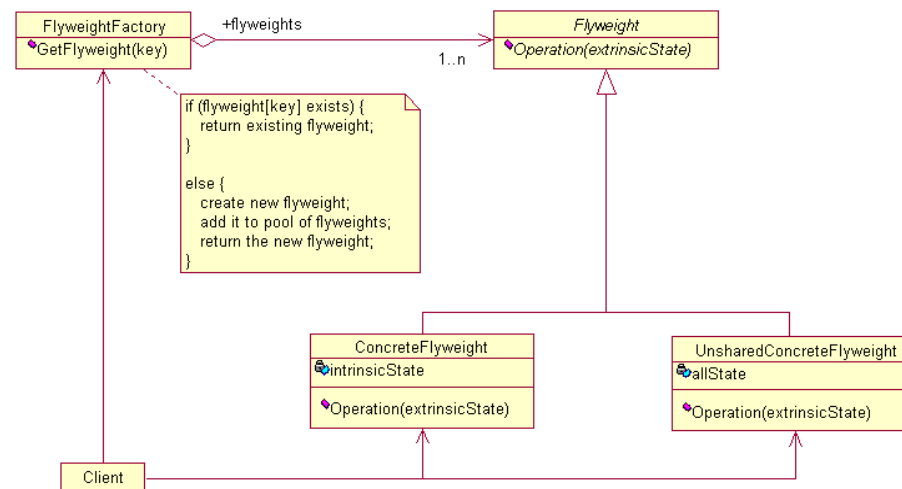 FlyweightFactory
GetFlyweight(key)
+flyweights
1..n
Flyweight
Operation(extrinsicState)
if (flyweight[key] exists) {
return existing flyweight;
}
else {
create new flyweight;
add it to pool of flyweights;
return the new flyweight;
}
ConcreteFlyweight
intrinsicState
Operation(extrinsicState)
UnsharedConcreteFlyweight
allState
Operation(extrinsicState)
Client